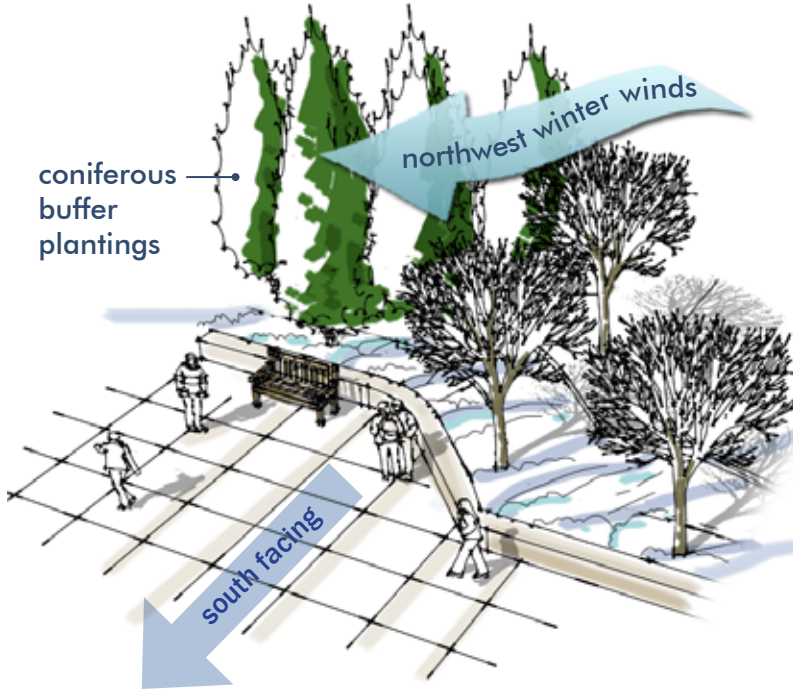 northwest winter winds
coniferous
buffer
plantings
south facing